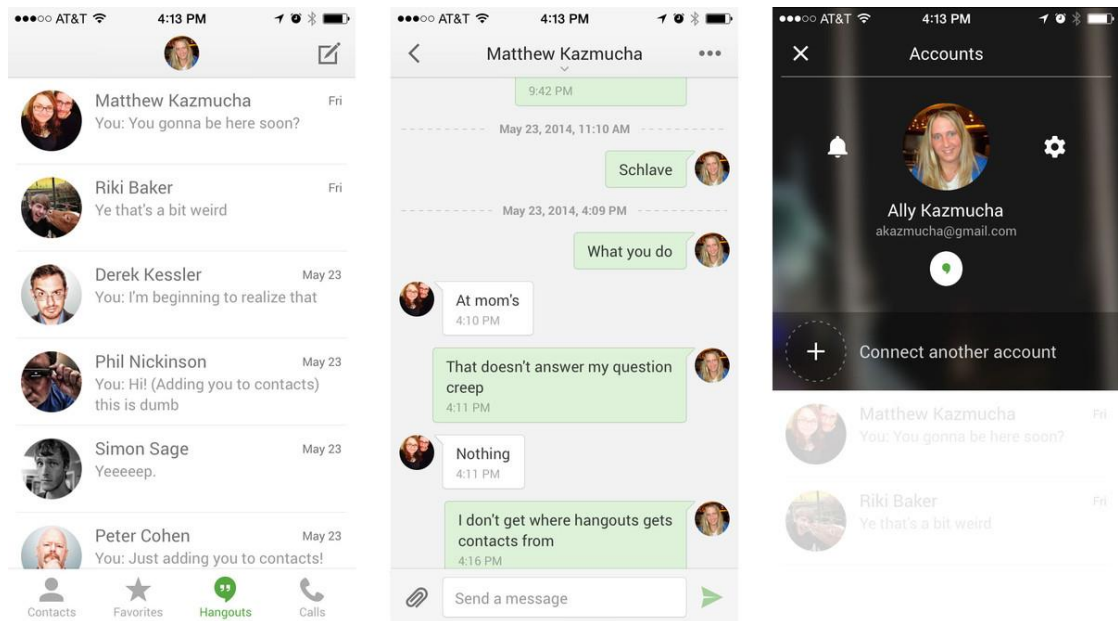 AT&T 4:13 PM
Matthew Kazmucha Fri
You: You gonna be here soon?
Riki Baker Fri
Ye that's a bit weird
Derek Kessler May 23
You: I'm beginning to realize that
Phil Nickinson May 23
You: Hi! (Adding you to contacts)
this is dumb
Simon Sage May 23
Yeeeeep.
Peter Cohen May 23
You: Just adding you to contacts!
Contacts Favorites Hangouts Calls
AT&T 4:13 PM
Matthew Kazmucha
9:42 PM
May 23, 2014, 11:10 AM
Schlave
May 23, 2014, 4:09 PM
What you do
At mom's
4:10 PM
That doesn't answer my question
creep
4:11 PM
Nothing
4:11 PM
I don't get where hangouts gets
contacts from
4:16 PM
Send a message
AT&T 4:13 PM
Accounts
Ally Kazmucha
akazmucha@gmail.com
Connect another account
Matthew Kazmucha Fri
You: You gonna be here soon?
Riki Baker Fri
Ye that's a bit weird